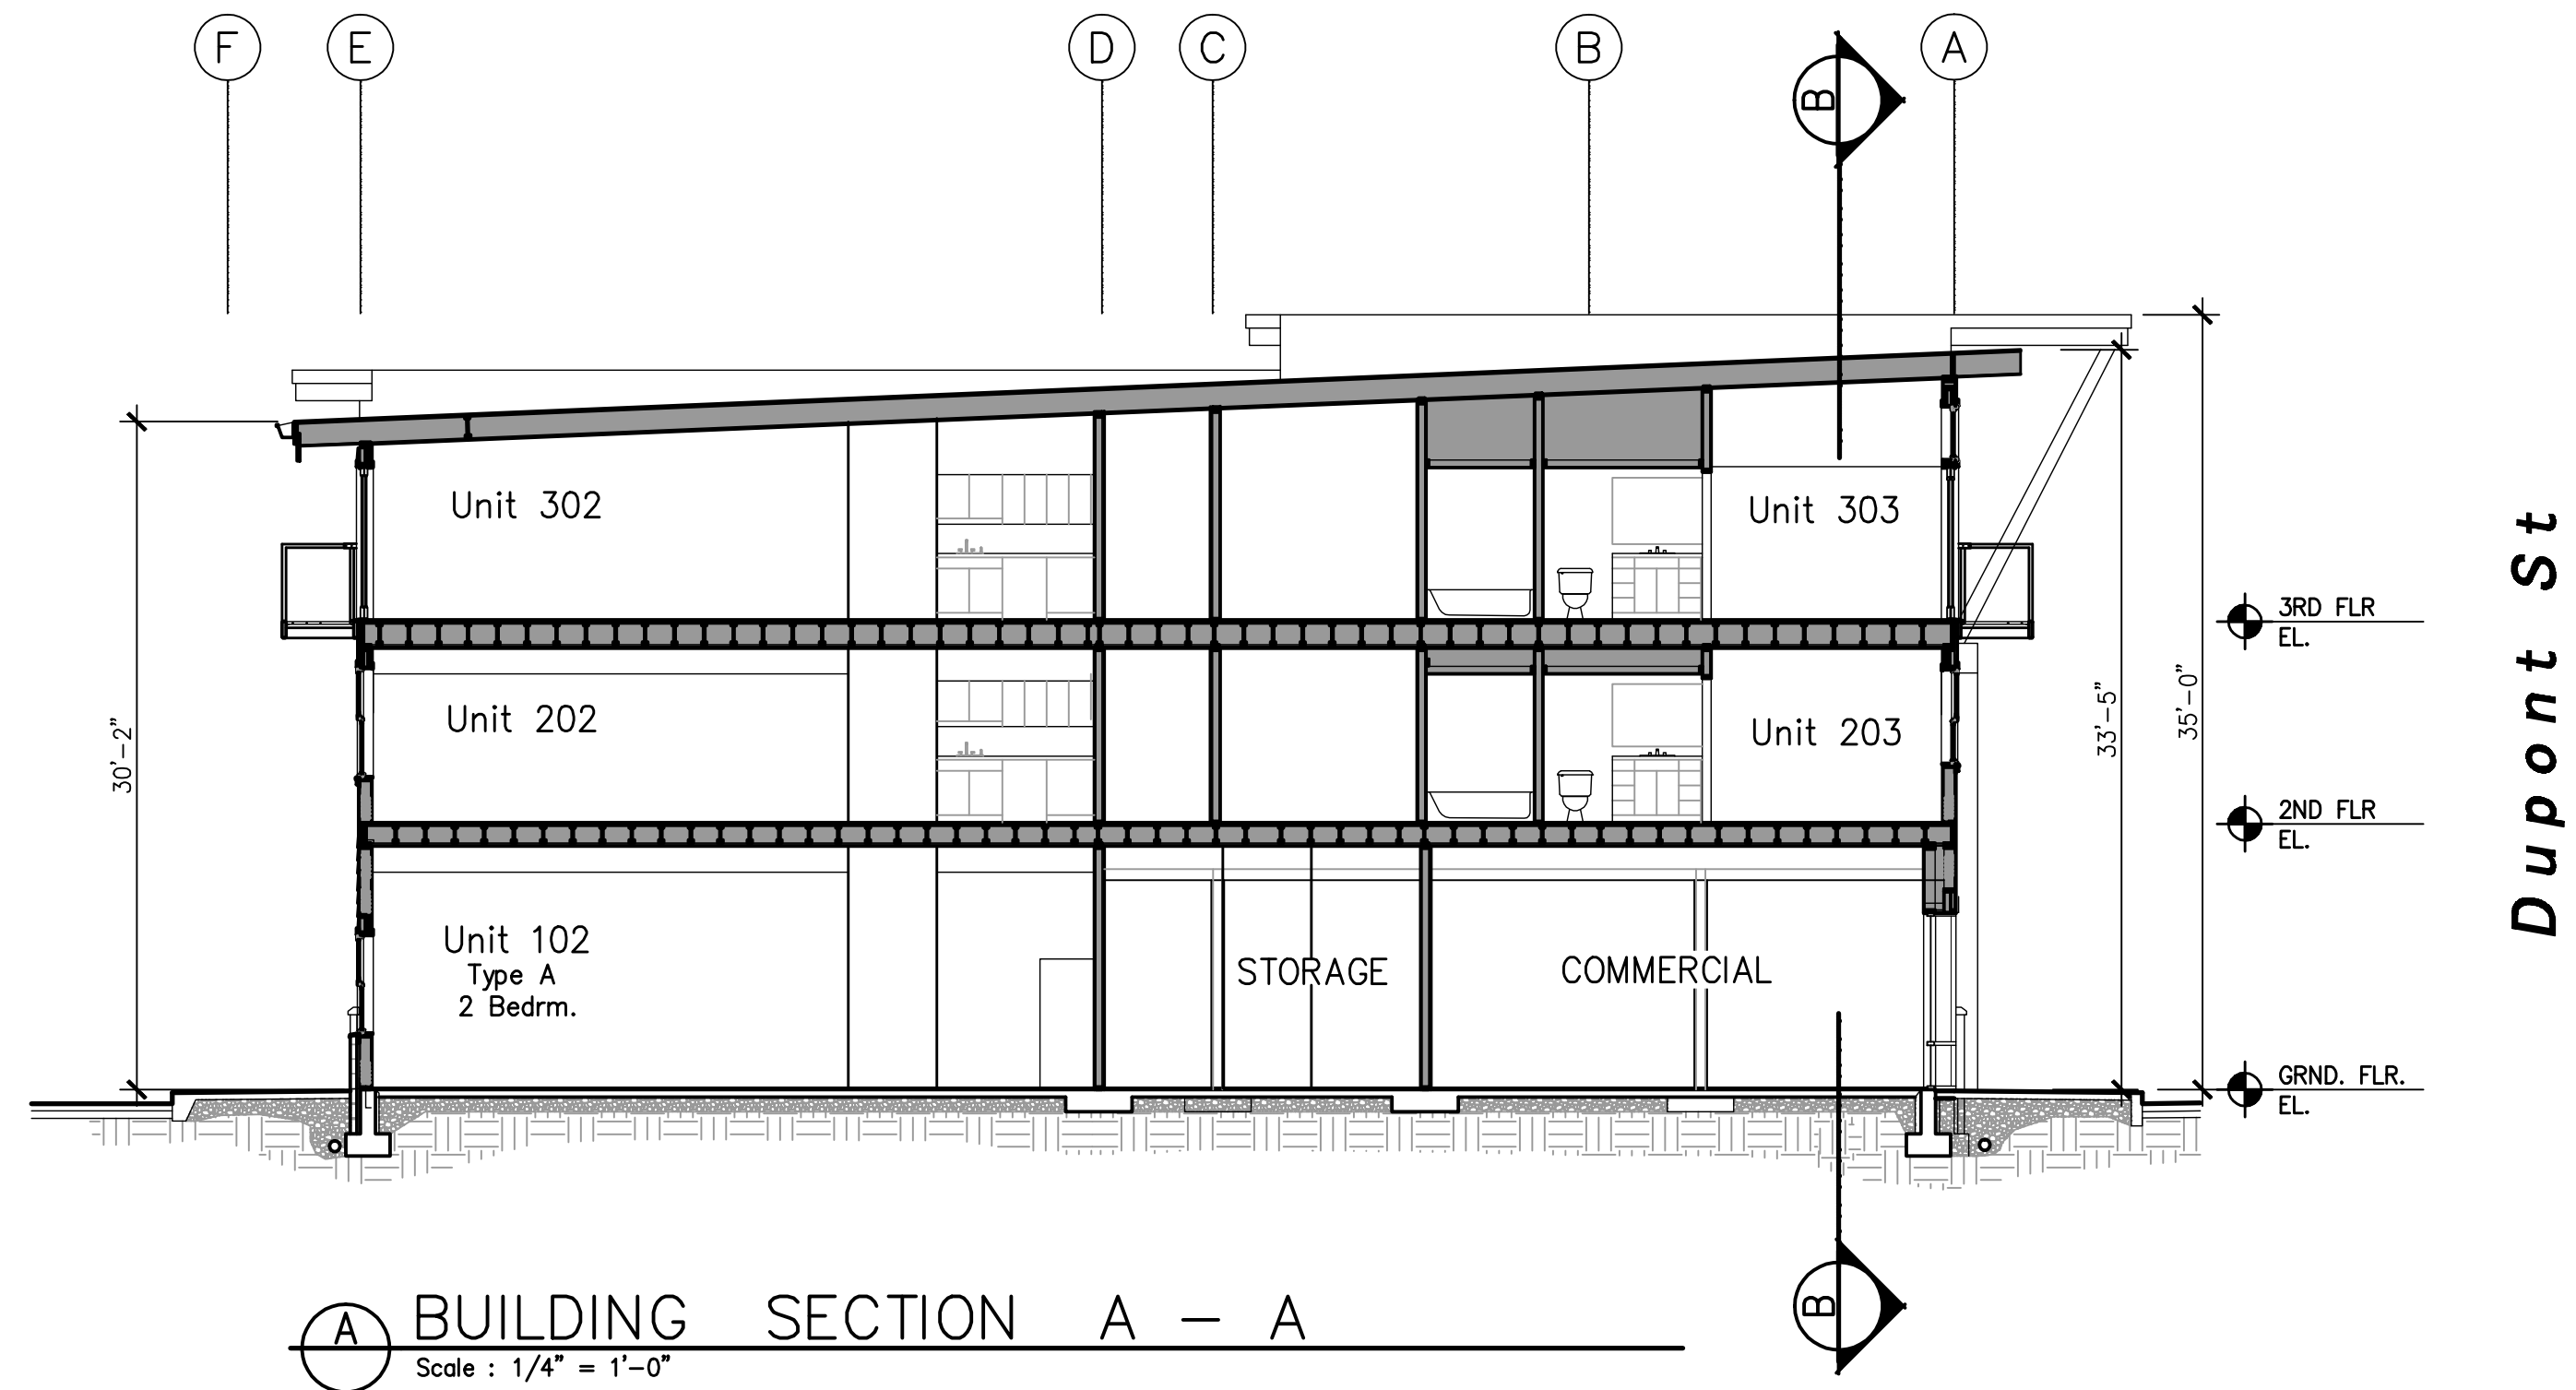 F E D C B A
B
Unit 302
Unit 303
3RD FLR
EL.
Unit 202
Unit 203
30'-2"
33'-5"
35'-0"
Dupont St
2ND FLR
EL.
Unit 102
Type A
2 Bedrm.
STORAGE
COMMERCIAL
GRND. FLR.
EL.
B
A
BUILDING SECTION A - A
Scale : 1/4" = 1'-0"